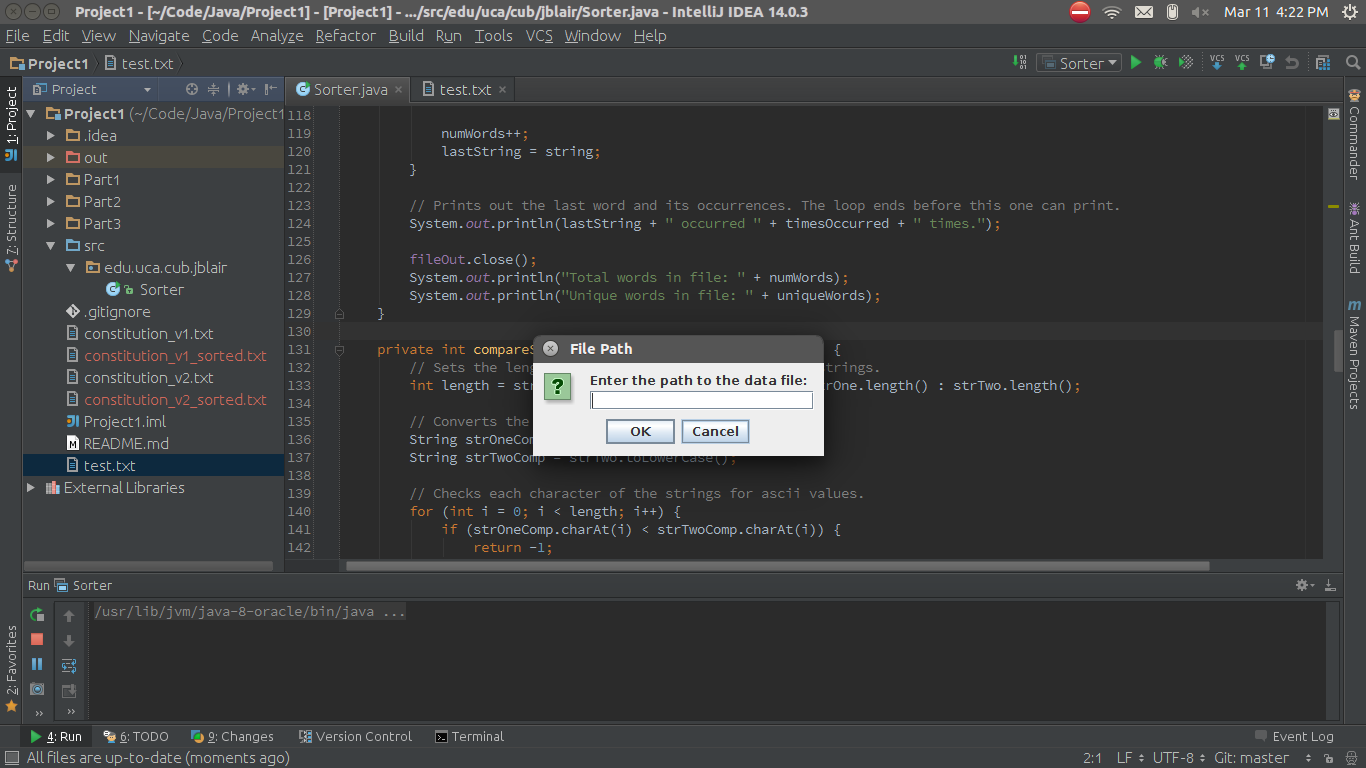 Project1 - [~/Code/Java/Project1] - [Project1] - .../src/edu/uca/cub/jblair/Sorter.java - IntelliJ IDEA 14.0.3
Mar 11 4:22 PM
File Edit View Navigate Code Analyze Refactor Build Run Tools VCS Window Help
Project1 test.txt
Sorter
VCS VCS
Project
Sorter.java
test.txt
1: Project
7: Structure
2: Favorites
Project1 (~/Code/Java/Project1
.idea
out
Part1
Part2
Part3
src
edu.uca.cub.jblair
Sorter
.gitignore
constitution_v1.txt
constitution_v1_sorted.txt
constitution_v2.txt
constitution_v2_sorted.txt
Project1.iml
README.md
test.txt
External Libraries
118
119 numWords++;
120 lastString = string;
121 }
122
123 // Prints out the last word and its occurrences. The loop ends before this one can print.
124 System.out.println(lastString + " occurred " + timesOccurred + " times.");
125
126 fileOut.close();
127 System.out.println("Total words in file: " + numWords);
128 System.out.println("Unique words in file: " + uniqueWords);
129 }
130
131 private int compareS {
132 // Sets the leng trings.
133 int length = str rOne.length() : strTwo.length();
134
135 // Converts the
136 String strOneCom
137 String strTwoComp = strTwo.toLowerCase();
138
139 // Checks each character of the strings for ascii values.
140 for (int i = 0; i < length; i++) {
141 if (strOneComp.charAt(i) < strTwoComp.charAt(i)) {
142 return -1;
File Path
?
Enter the path to the data file:
OK Cancel
Commander
Ant Build
m
Maven Projects
Run Sorter
/usr/lib/jvm/java-8-oracle/bin/java ...
4: Run 6: TODO 9: Changes Version Control Terminal Event Log
All files are up-to-date (moments ago) 2:1 LF UTF-8 Git: master